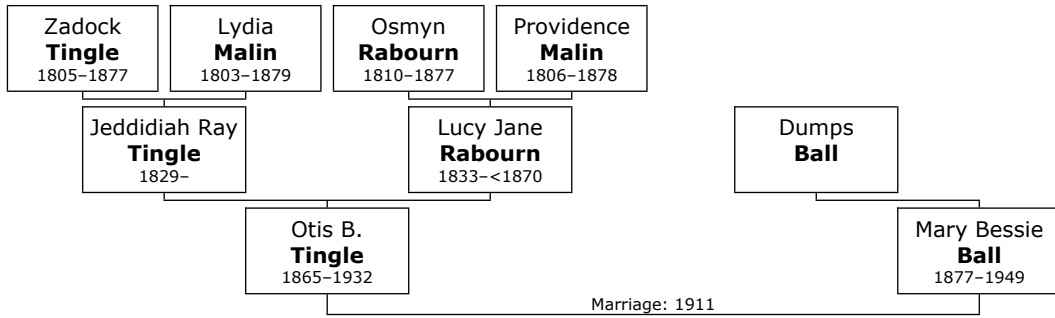 Zadock
Tingle
1805–1877
Lydia
Malin
1803–1879
Osmyn
Rabourn
1810–1877
Providence
Malin
1806–1878
Jeddidiah Ray
Tingle
1829–
Lucy Jane
Rabourn
1833–<1870
Dumps
Ball
Otis B.
Tingle
1865–1932
Mary Bessie
Ball
1877–1949
Marriage: 1911